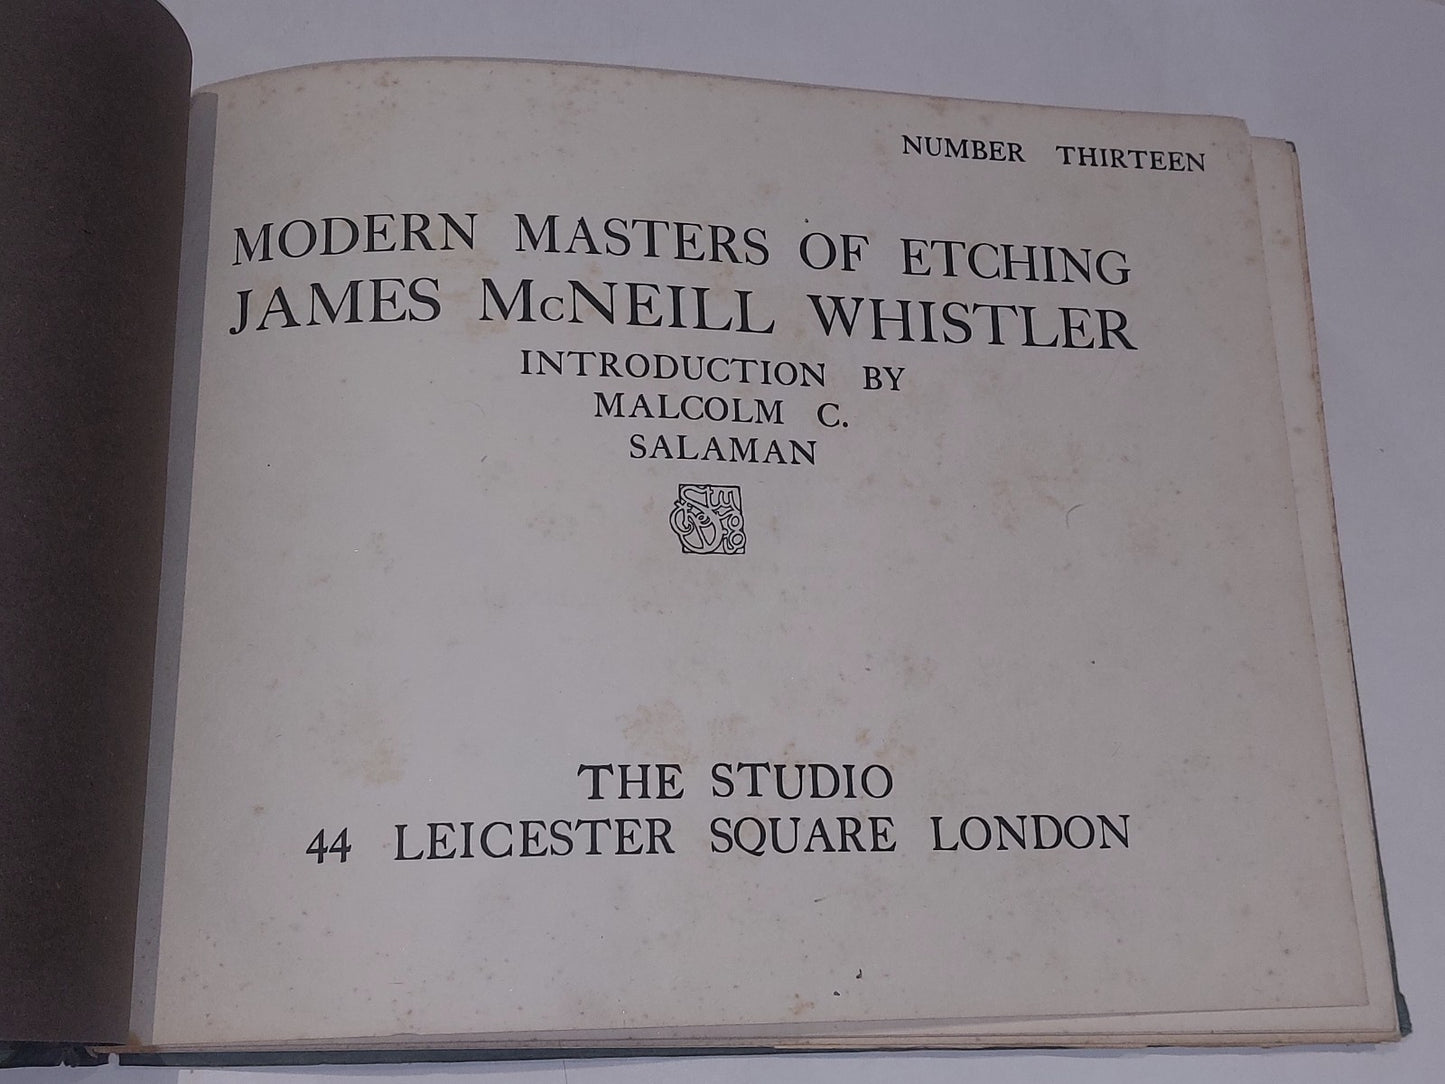 NUMBER THIRTEEN
MODERN MASTERS OF ETCHING
JAMES McNEILL WHISTLER
INTRODUCTION BY
MALCOLM C.
SALAMAN
THE STUDIO
44 LEICESTER SQUARE LONDON